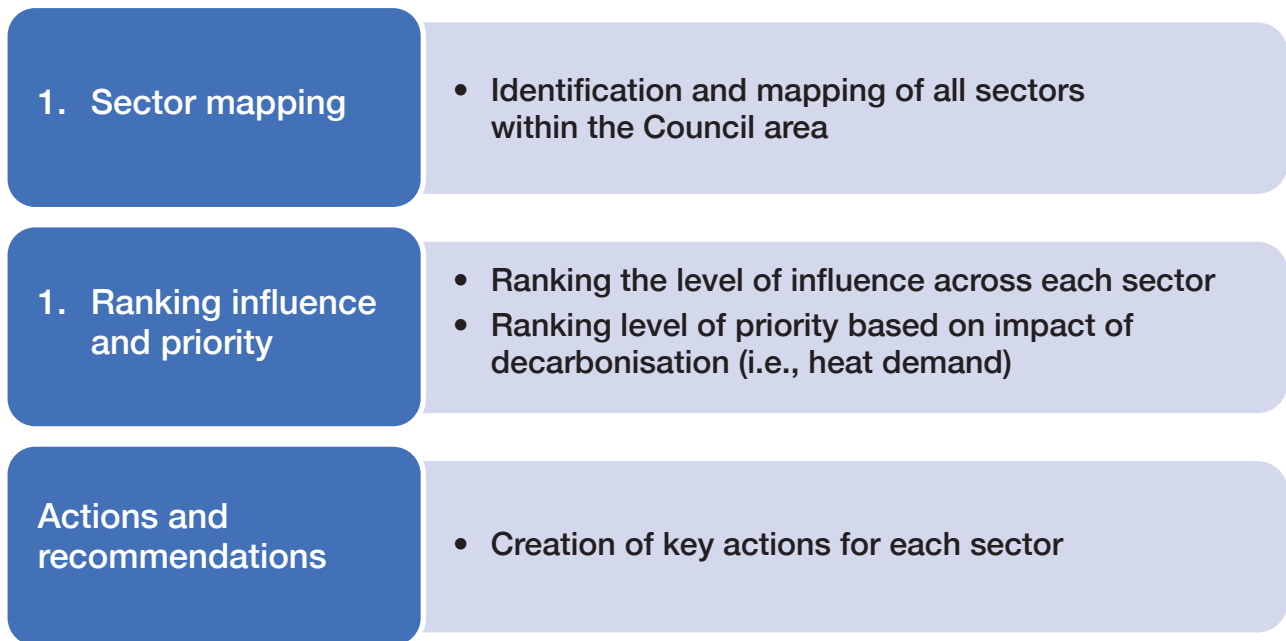 1. Sector mapping
• Identification and mapping of all sectors
within the Council area
1. Ranking influence
and priority
• Ranking the level of influence across each sector
• Ranking level of priority based on impact of
decarbonisation (i.e., heat demand)
Actions and
recommendations
• Creation of key actions for each sector